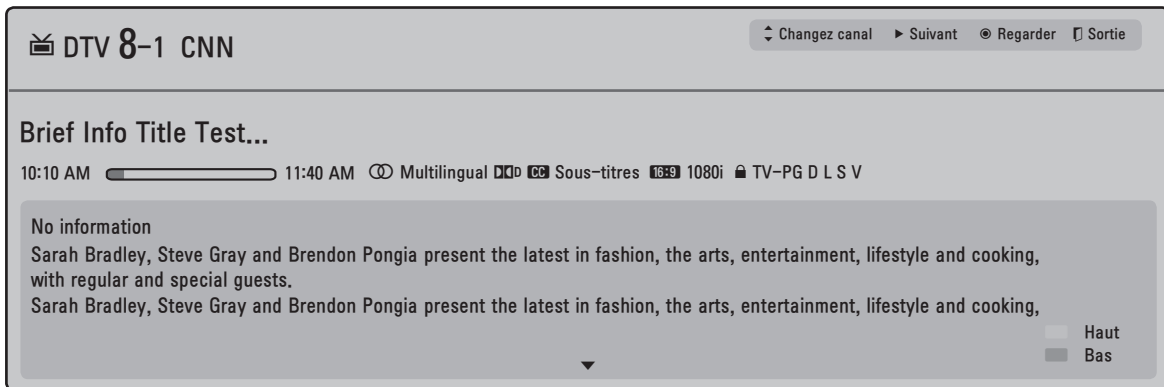 DTV 8-1 CNN
Changez canal Suivant Regarder Sortie
Brief Info Title Test...
10:10 AM 11:40 AM Multilingual DD D CC Sous-titres 16:9 1080i TV-PG D L S V
No information
Sarah Bradley, Steve Gray and Brendon Pongia present the latest in fashion, the arts, entertainment, lifestyle and cooking,
with regular and special guests.
Sarah Bradley, Steve Gray and Brendon Pongia present the latest in fashion, the arts, entertainment, lifestyle and cooking,
Haut
Bas